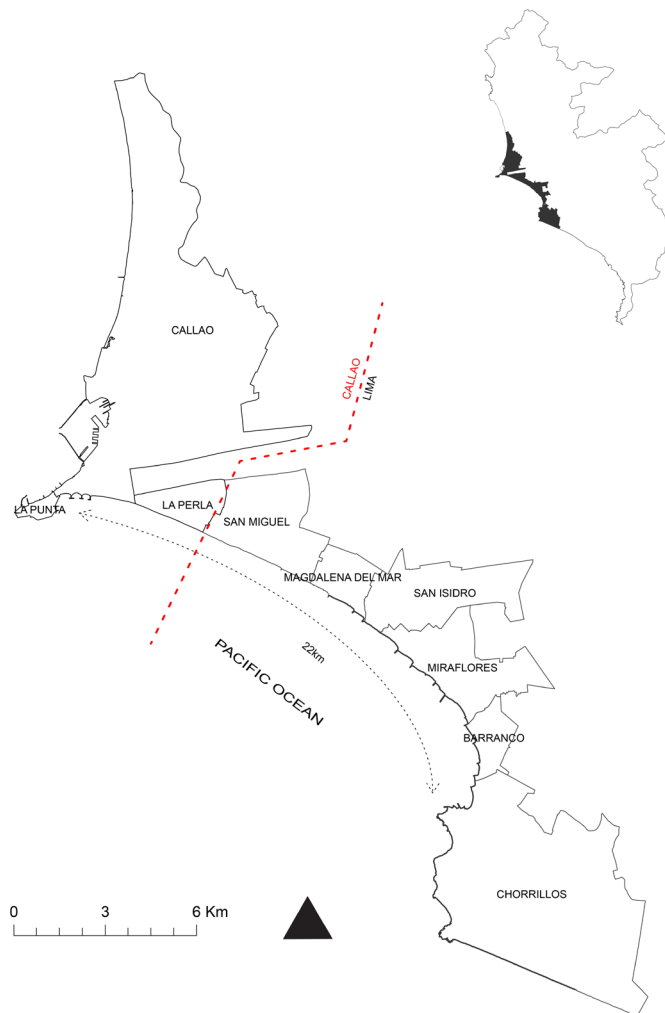 CALLAO
CALLAO
LIMA
LA PERLA
LA PUNTA
SAN MIGUEL
MAGDALENA DEL MAR
SAN ISIDRO
22km
PACIFIC OCEAN
MIRAFLORES
BARRANCO
CHORRILLOS
0 3 6 Km